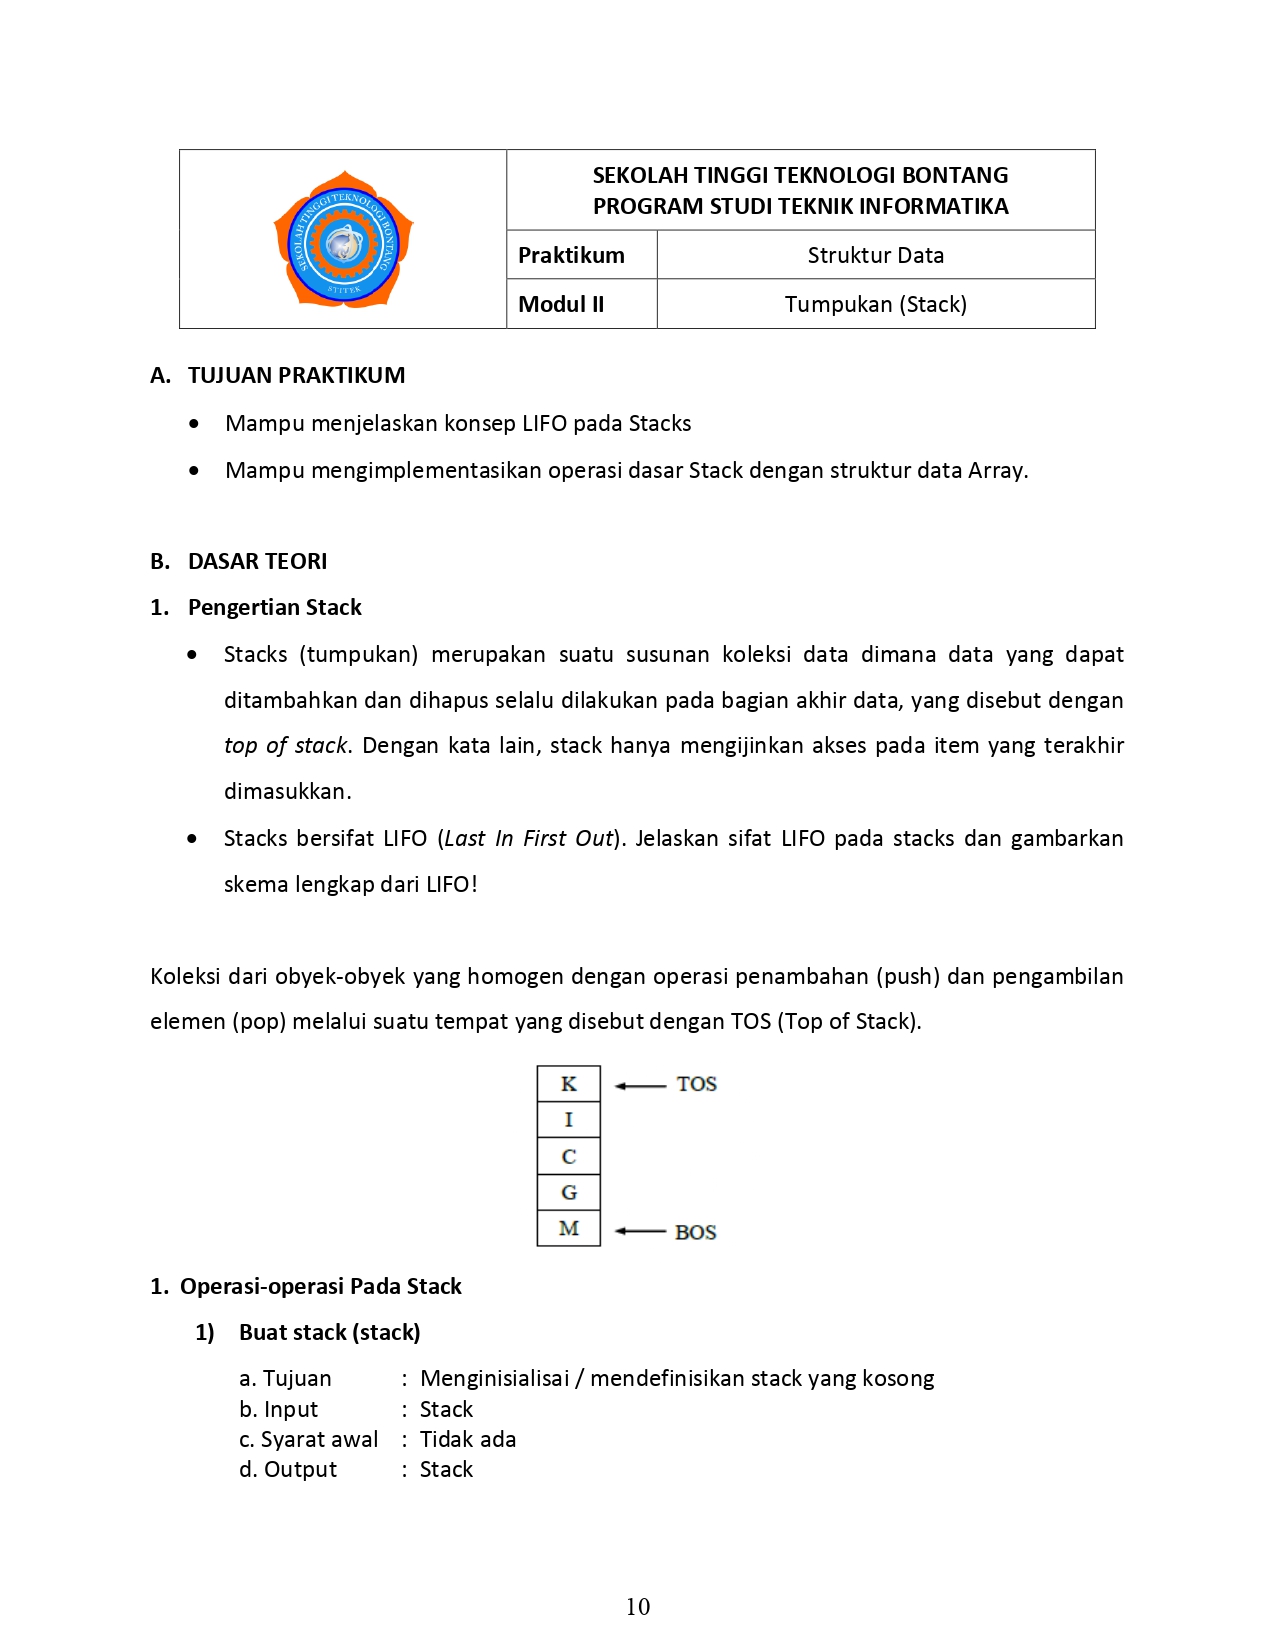 SEKOLAH TINGGI TEKNOLOGI BONTANG
STITEK
SEKOLAH TINGGI TEKNOLOGI BONTANG
PROGRAM STUDI TEKNIK INFORMATIKA
Praktikum Struktur Data
Modul II Tumpukan (Stack)
A. TUJUAN PRAKTIKUM
• Mampu menjelaskan konsep LIFO pada Stacks
• Mampu mengimplementasikan operasi dasar Stack dengan struktur data Array.
B. DASAR TEORI
1. Pengertian Stack
• Stacks (tumpukan) merupakan suatu susunan koleksi data dimana data yang dapat
ditambahkan dan dihapus selalu dilakukan pada bagian akhir data, yang disebut dengan
top of stack. Dengan kata lain, stack hanya mengijinkan akses pada item yang terakhir
dimasukkan.
• Stacks bersifat LIFO (Last In First Out). Jelaskan sifat LIFO pada stacks dan gambarkan
skema lengkap dari LIFO!
Koleksi dari obyek-obyek yang homogen dengan operasi penambahan (push) dan pengambilan
elemen (pop) melalui suatu tempat yang disebut dengan TOS (Top of Stack).
K TOS
I
C
G
M BOS
1. Operasi-operasi Pada Stack
1) Buat stack (stack)
a. Tujuan : Menginisialisai / mendefinisikan stack yang kosong
b. Input : Stack
c. Syarat awal : Tidak ada
d. Output : Stack
10